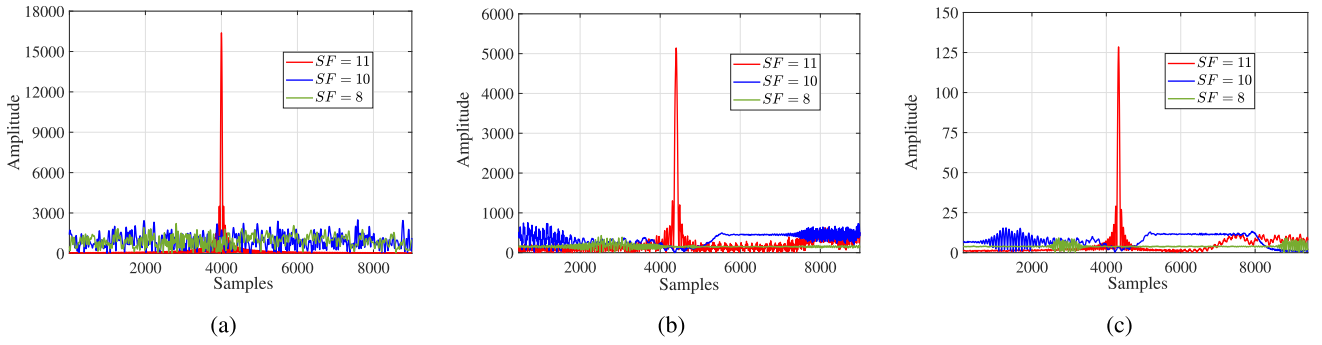 18000
15000
12000
9000
6000
3000
0
Amplitude
2000
4000
6000
8000
Samples
SF = 11
SF = 10
SF = 8
(a)
6000
5000
4000
3000
2000
1000
0
Amplitude
2000
4000
6000
8000
Samples
SF = 11
SF = 10
SF = 8
(b)
150
125
100
75
50
25
0
Amplitude
2000
4000
6000
8000
Samples
SF = 11
SF = 10
SF = 8
(c)